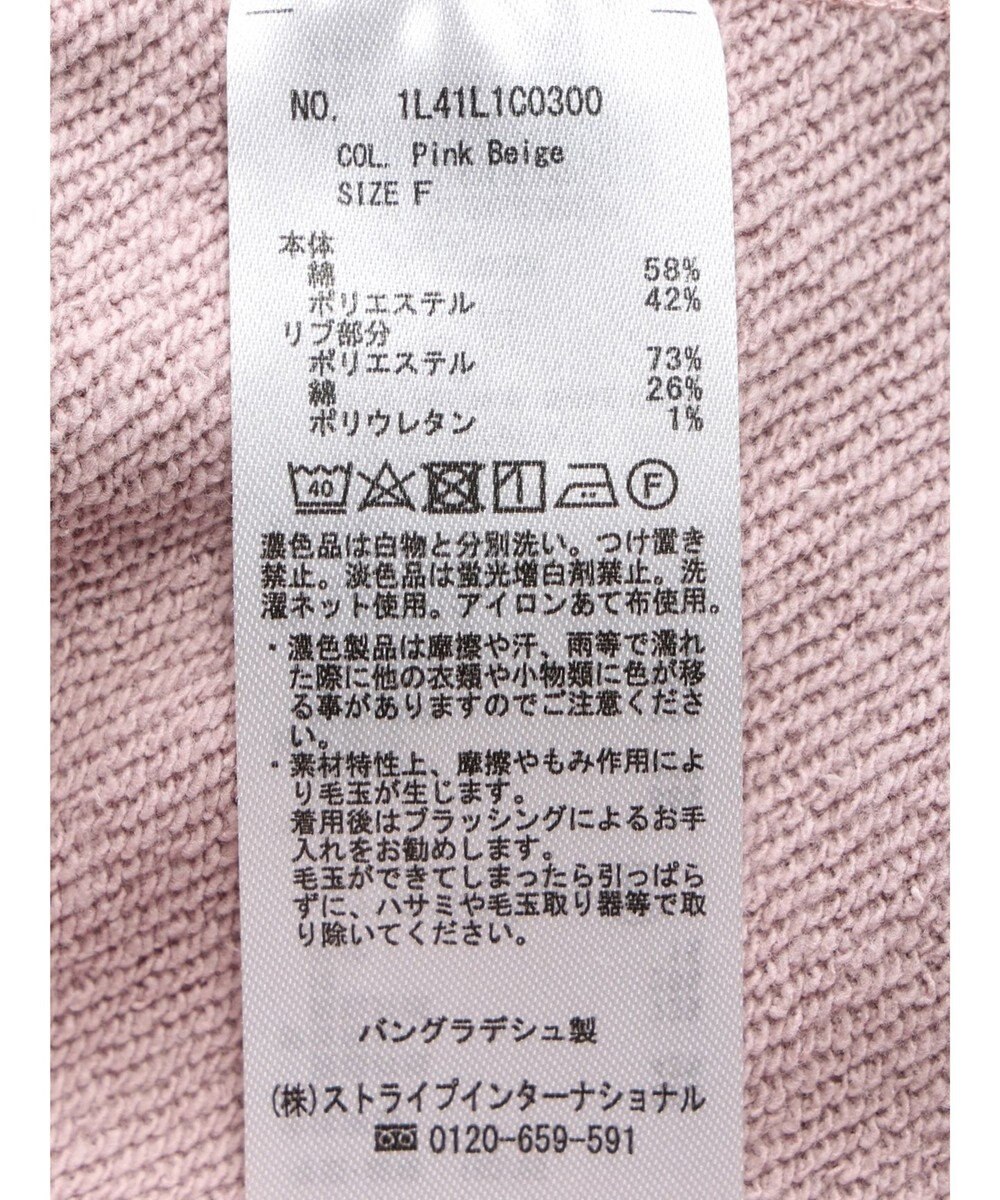 NO. 1L41L1C0300
COL. Pink Beige
SIZE F
本体
綿 58%
ポリエステル 42%
リブ部分
ポリエステル 73%
綿 26%
ポリウレタン 1%
40 F
濃色品は白物と分別洗い。つけ置き
禁止。淡色品は蛍光増白剤禁止。洗
濯ネット使用。アイロンあて布使用。
・濃色製品は摩擦や汗、雨等で濡れ
た際に他の衣類や小物類に色が移
る事がありますのでご注意くださ
い。
・素材特性上、摩擦やもみ作用によ
り毛玉が生じます。
着用後はブラッシングによるお手
入れをお勧めします。
毛玉ができてしまったら引っぱら
ずに、ハサミや毛玉取り器等で取
り除いてください。
バングラデシュ製
(株)ストライプインターナショナル
0120-659-591